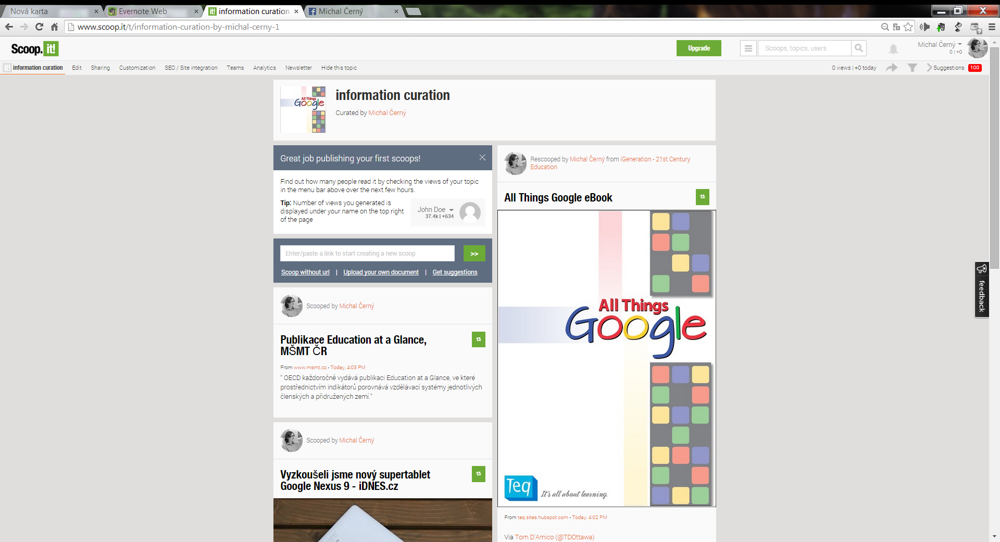 Nová karta
Evernote Web
information curation
Michal Černý
www.scoop.it/t/information-curation-by-michal-cerny-1
Scoop.it!
Upgrade
Scoops, topics, users
Michal Černý
0 | +0
it! information curation
Edit
Sharing
Customization
SEO / Site integration
Teams
Analytics
Newsletter
Hide this topic
0 views | +0 today
Suggestions
100
All Things
Google
information curation
Curated by Michal Černý
Great job publishing your first scoops!
Find out how many people read it by checking the views of your topic
in the menu bar above over the next few hours.
Tip: Number of views you generated is
displayed under your name on the top right
of the page
John Doe
37.4k | +634
Enter/paste a link to start creating a new scoop
>>
Scoop without url | Upload your own document | Get suggestions
Scooped by Michal Černý
Publikace Education at a Glance,
MŠMT ČR
From www.msmt.cz - Today, 4:03 PM
“ OECD každoročně vydává publikaci Education at a Glance, ve které
prostřednictvím indikátorů porovnává vzdělávací systémy jednotlivých
členských a přidružených zemí.”
Scooped by Michal Černý
Vyzkoušeli jsme nový supertablet
Google Nexus 9 - iDNES.cz
Rescooped by Michal Černý from iGeneration - 21st Century
Education
All Things Google eBook
All Things
Google
Teq
It's all about learning.
From teq.sites.hubspot.com - Today, 4:02 PM
Via Tom D'Amico (@TDOttawa)
feedback